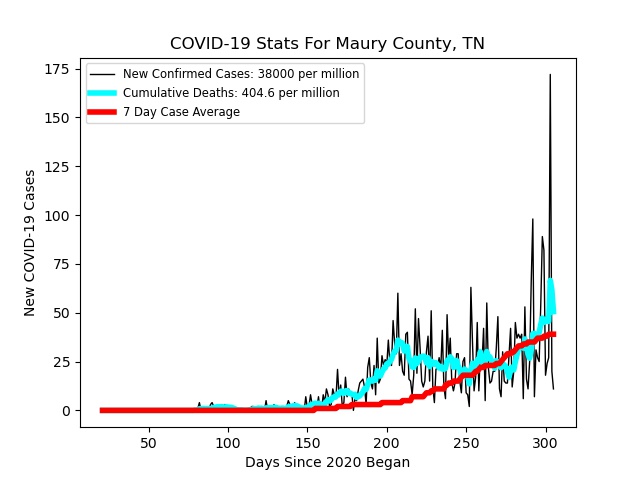 COVID-19 Stats For Maury County, TN
New Confirmed Cases: 38000 per million
Cumulative Deaths: 404.6 per million
7 Day Case Average
New COVID-19 Cases
175
150
125
100
75
50
25
0
50 100 150 200 250 300
Days Since 2020 Began